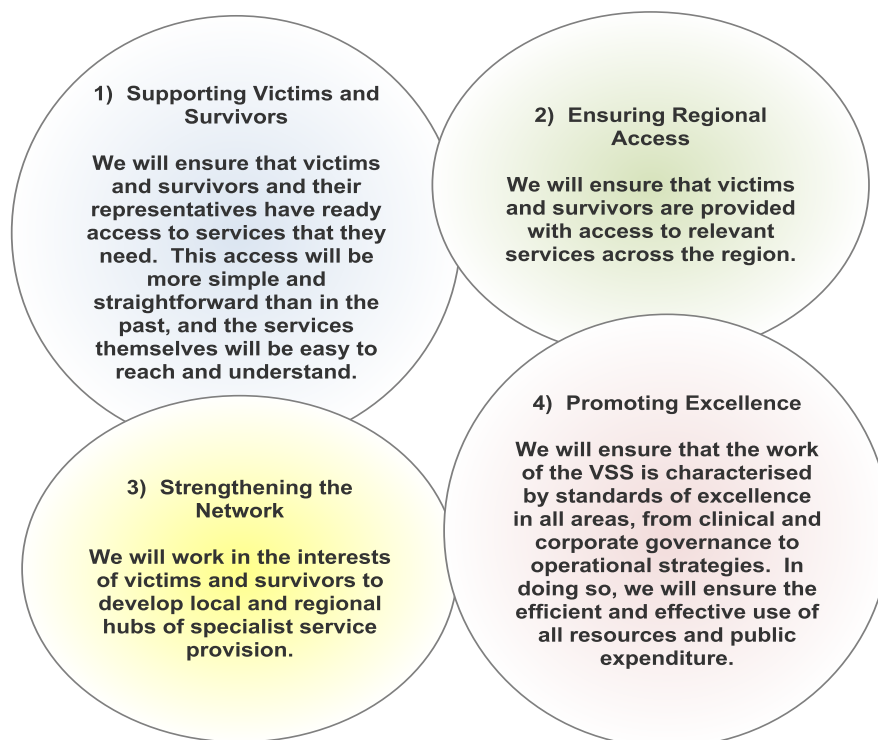 1)  Supporting Victims and
Survivors
We will ensure that victims
and survivors and their
representatives have ready
access to services that they
need.  This access will be
more simple and
straightforward than in the
past, and the services
themselves will be easy to
reach and understand.
2)  Ensuring Regional
Access
We will ensure that victims
and survivors are provided
with access to relevant
services across the region.
3)  Strengthening the
Network
We will work in the interests
of victims and survivors to
develop local and regional
hubs of specialist service
provision.
4)  Promoting Excellence
We will ensure that the work
of the VSS is characterised
by standards of excellence
in all areas, from clinical and
corporate governance to
operational strategies.  In
doing so, we will ensure the
efficient and effective use of
all resources and public
expenditure.